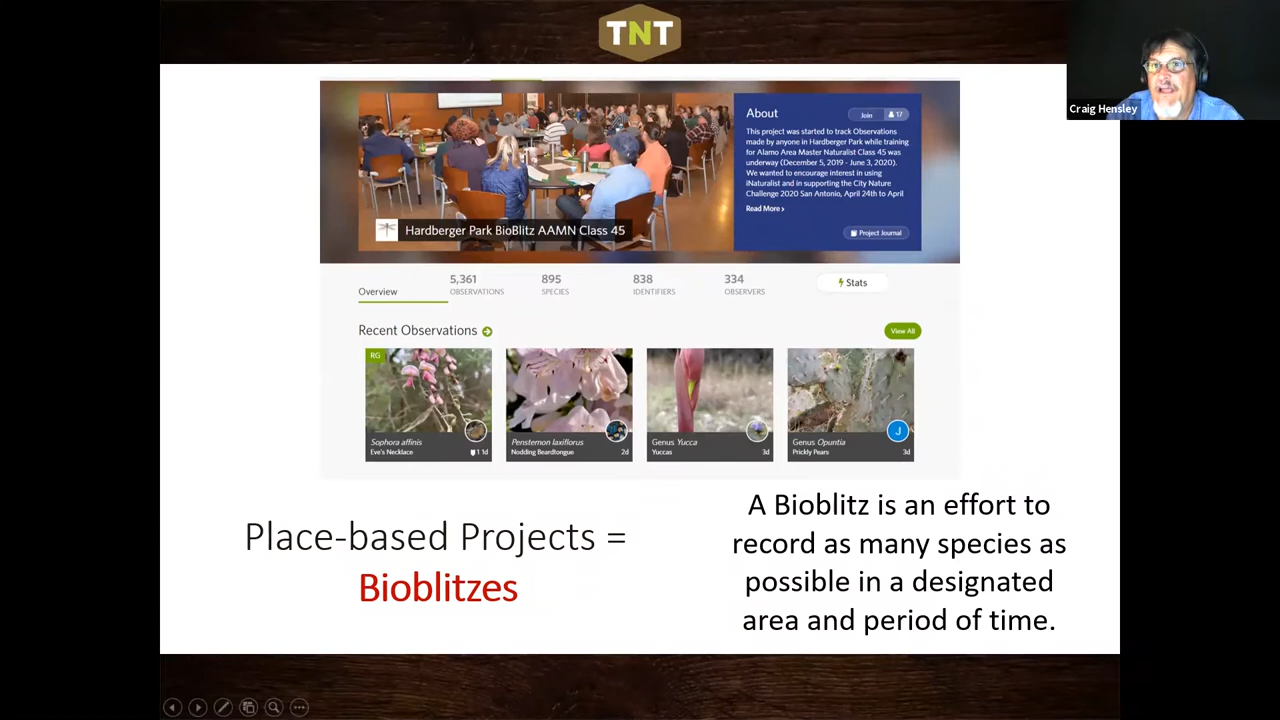 TNT
Craig Hensley
About
Join
17
This project was started to track Observations
made by anyone in Hardberger Park while training
for Alamo Area Master Naturalist Class 45 was
underway (December 5, 2019 - June 3, 2020).
We wanted to encourage interest in using
iNaturalist and in supporting the City Nature
Challenge 2020 San Antonio, April 24th to April
Read More >
Project Journal
Hardberger Park BioBlitz AAMN Class 45
Overview
5,361
OBSERVATIONS
895
SPECIES
838
IDENTIFIERS
334
OBSERVERS
Stats
Recent Observations
View All
RG
Sophora affinis
Eve's Necklace
1 1d
Penstemon laxiflorus
Nodding Beardtongue
2d
Genus Yucca
Yuccas
3d
J
Genus Opuntia
Prickly Pears
3d
Place-based Projects =
Bioblitzes
A Bioblitz is an effort to
record as many species as
possible in a designated
area and period of time.